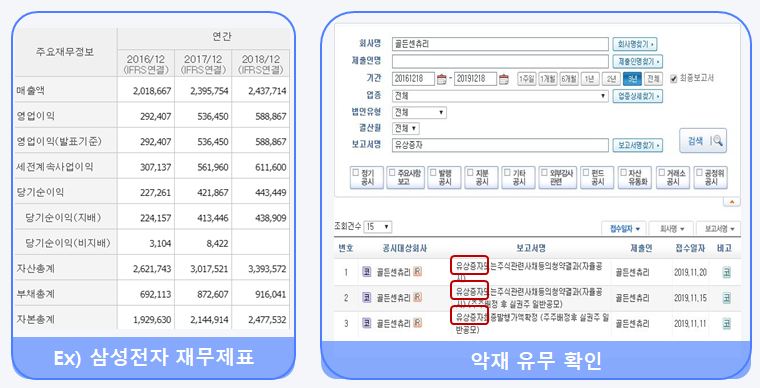 연간
주요재무정보 2016/12 2017/12 2018/12
(IFRS연결) (IFRS연결) (IFRS연결)
매출액 2,018,667 2,395,754 2,437,714
영업이익 292,407 536,450 588,867
영업이익(발표기준) 292,407 536,450 588,867
세전계속사업이익 307,137 561,960 611,600
당기순이익 227,261 421,867 443,449
당기순이익(지배) 224,157 413,446 438,909
당기순이익(비지배) 3,104 8,422
자산총계 2,621,743 3,017,521 3,393,572
부채총계 692,113 872,607 916,041
자본총계 1,929,630 2,144,914 2,477,532
Ex) 삼성전자 재무제표
회사명 골든센츄리 회사명찾기
제출인명 제출인명찾기
기간 20161218 - 20191218 1주일 1개월 6개월 1년 2년 3년 전체 최종보고서
업종 전체 업종상세찾기
법인유형 전체
결산월 전체
보고서명 유상증자 보고서명찾기 검색
정기공시 주요사항보고 발행공시 지분공시 기타공시 외부감사관련 펀드공시 자산유동화 거래소공시 공정위공시
조회건수 15 접수일자 회사명 보고서명
번호 공시대상회사 보고서명 제출인 접수일자 비고
1 코 골든센츄리 IR 유상증자또는주식관련사채등의청약결과(자율공시) 골든센츄리 2019.11.20 코
2 코 골든센츄리 IR 유상증자또는주식관련사채등의청약결과(자율공시) (주주배정 후 실권주 일반공모) 골든센츄리 2019.11.15 코
3 코 골든센츄리 IR 유상증자최종발행가액확정 (주주배정후 실권주 일반공모) 골든센츄리 2019.11.11 코
악재 유무 확인